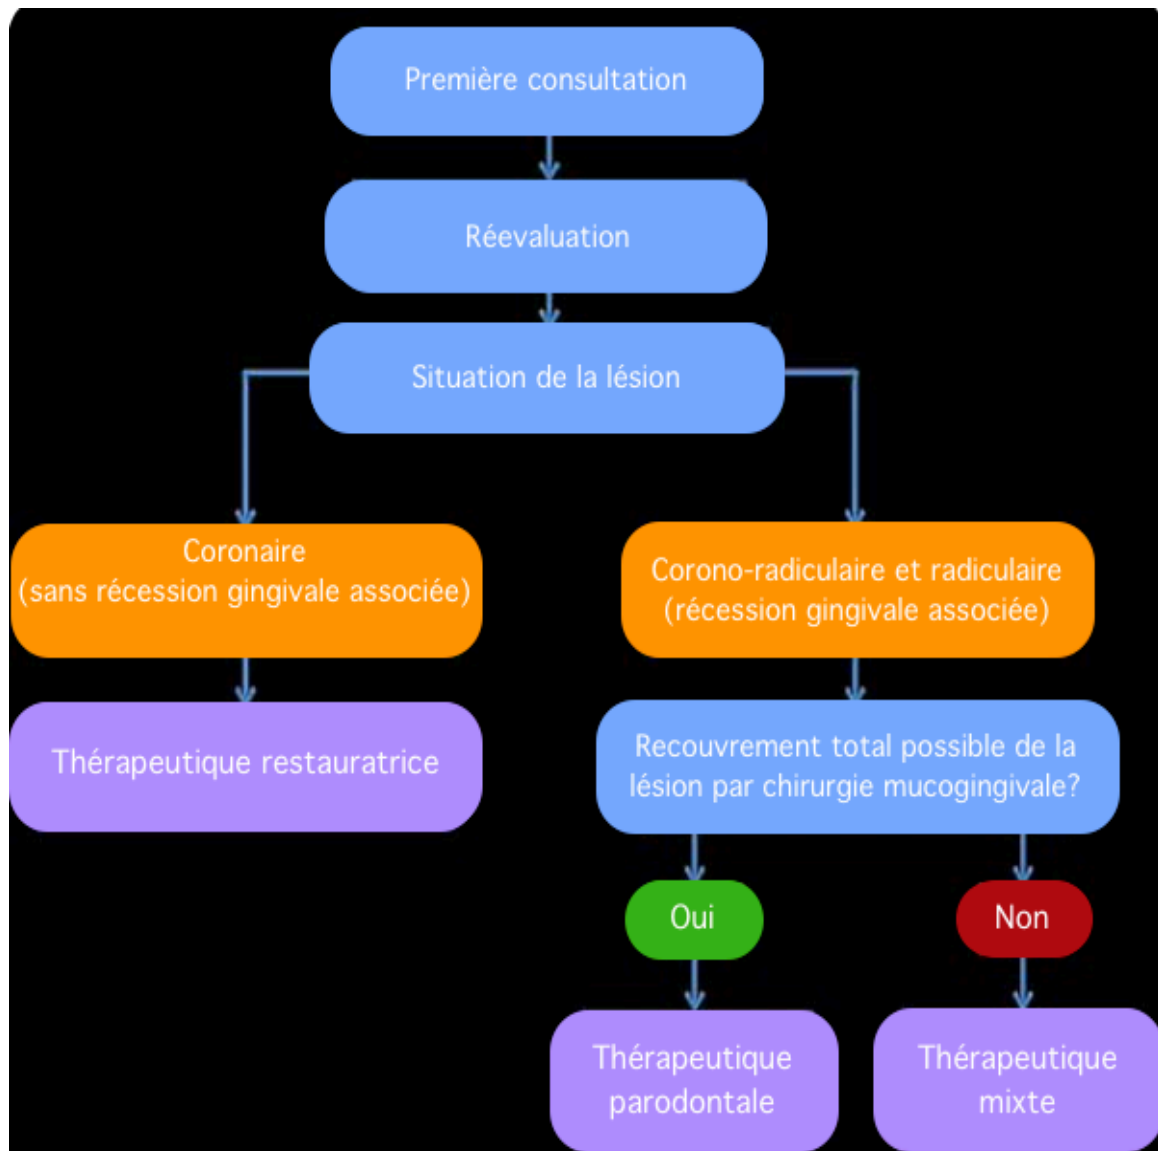 Première consultation
Réevaluation
Situation de la lésion
Coronaire
(sans récession gingivale associée)
Corono-radiculaire et radiculaire
(récession gingivale associée)
Thérapeutique restauratrice
Recouvrement total possible de la
lésion par chirurgie mucogingivale?
Oui
Non
Thérapeutique
parodontale
Thérapeutique
mixte